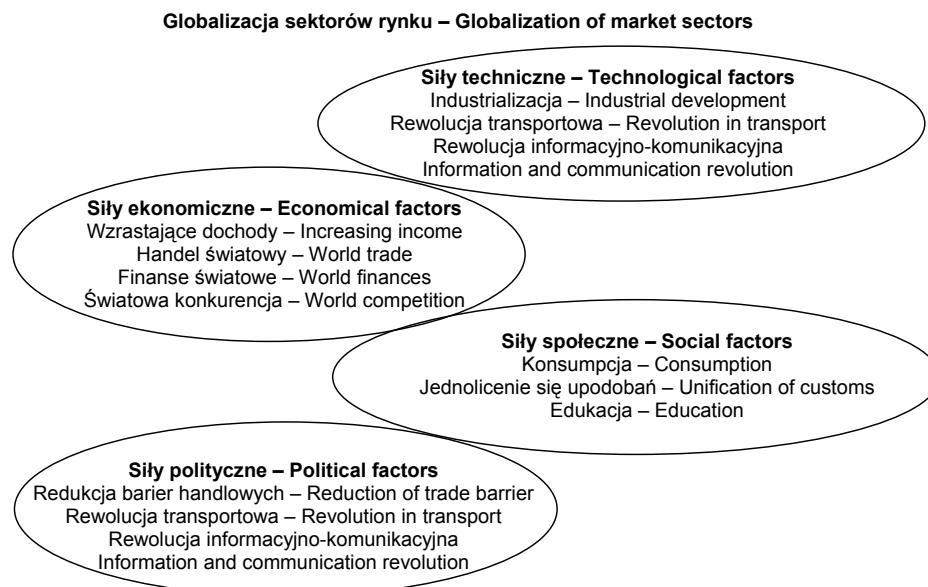 Globalizacja sektorów rynku – Globalization of market sectors
Siły techniczne – Technological factors
Industrializacja – Industrial development
Rewolucja transportowa – Revolution in transport
Rewolucja informacyjno-komunikacyjna
Information and communication revolution
Siły ekonomiczne – Economical factors
Wzrastające dochody – Increasing income
Handel światowy – World trade
Finanse światowe – World finances
Światowa konkurencja – World competition
Siły społeczne – Social factors
Konsumpcja – Consumption
Jednolicenie się upodobań – Unification of customs
Edukacja – Education
Siły polityczne – Political factors
Redukcja barier handlowych – Reduction of trade barrier
Rewolucja transportowa – Revolution in transport
Rewolucja informacyjno-komunikacyjna
Information and communication revolution